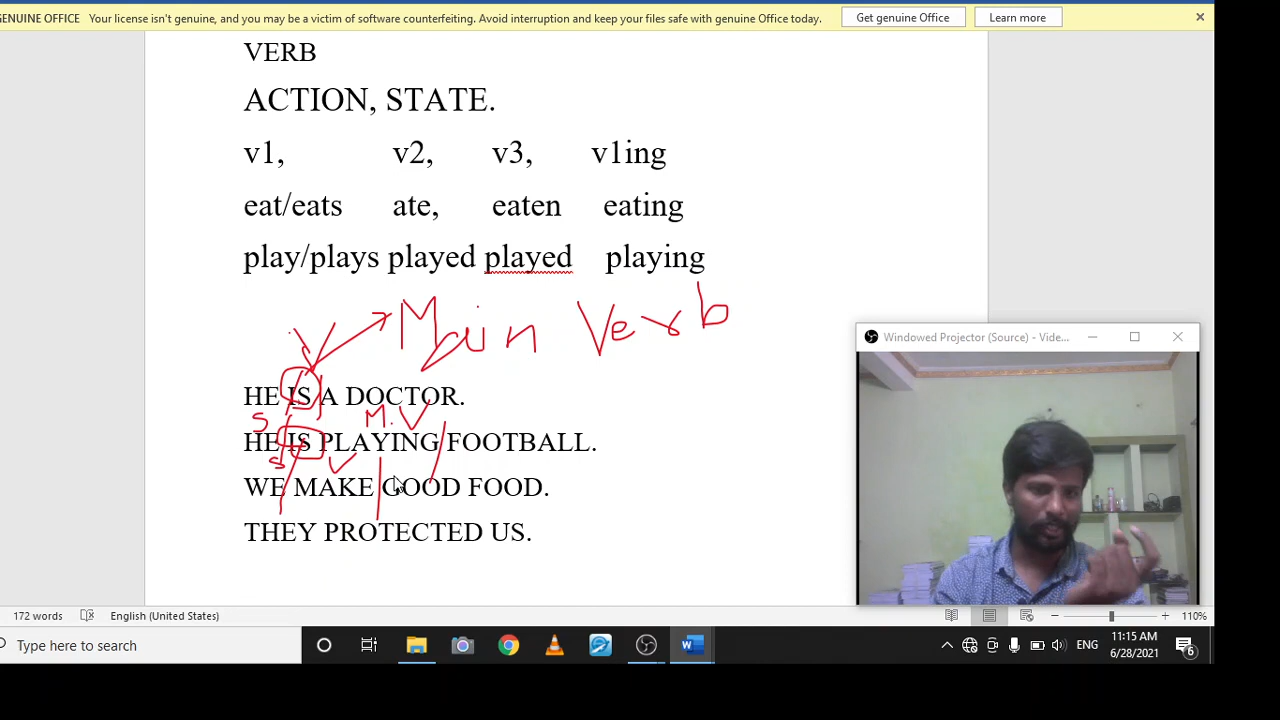 GENUINE OFFICE Your license isn't genuine, and you may be a victim of software counterfeiting. Avoid interruption and keep your files safe with genuine Office today. Get genuine Office Learn more
VERB
ACTION, STATE.
v1, v2, v3, v1ing
eat/eats ate, eaten eating
play/plays played played playing
V Main Verb
Windowed Projector (Source) - Vide...
HE IS A DOCTOR.
S M.V
HE IS PLAYING FOOTBALL.
S V
WE MAKE GOOD FOOD.
THEY PROTECTED US.
172 words English (United States) 110%
Type here to search ENG 11:15 AM
6/28/2021 6